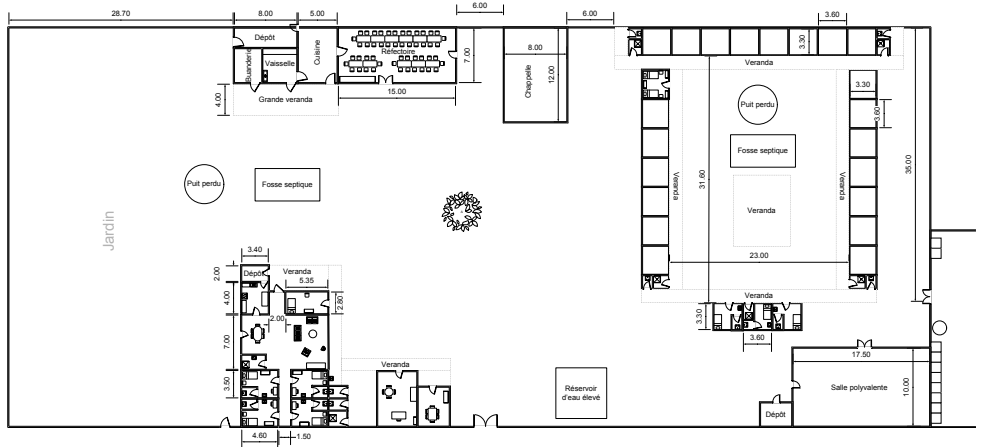 28.70
8.00
5.00
6.00
6.00
3.60
Dépôt
Buanderie
Vaisselle
Cuisine
Réfectoire
7.00
15.00
4.00
Grande veranda
8.00
Chapelle
12.00
3.30
Veranda
3.30
3.60
Puit perdu
Fosse septique
Veranda
Veranda
Veranda
31.60
35.00
23.00
Veranda
3.30
3.60
Puit perdu
Fosse septique
Jardin
3.40
2.00
Dépôt
Veranda
5.35
4.00
2.80
2.00
7.00
3.50
4.60
1.50
Veranda
Réservoir
d'eau élevé
17.50
Salle polyvalente
10.00
Dépôt